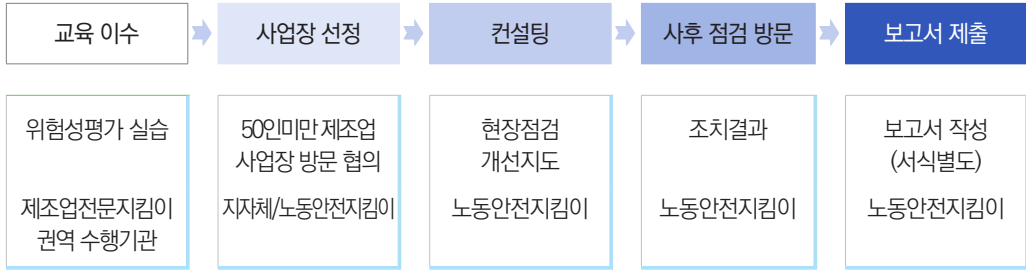 교육 이수
사업장 선정
컨설팅
사후 점검 방문
보고서 제출
위험성평가 실습
제조업전문지킴이
권역 수행기관
50인미만 제조업
사업장 방문 협의
지자체/노동안전지킴이
현장점검
개선지도
노동안전지킴이
조치결과
노동안전지킴이
보고서 작성
(서식별도)
노동안전지킴이